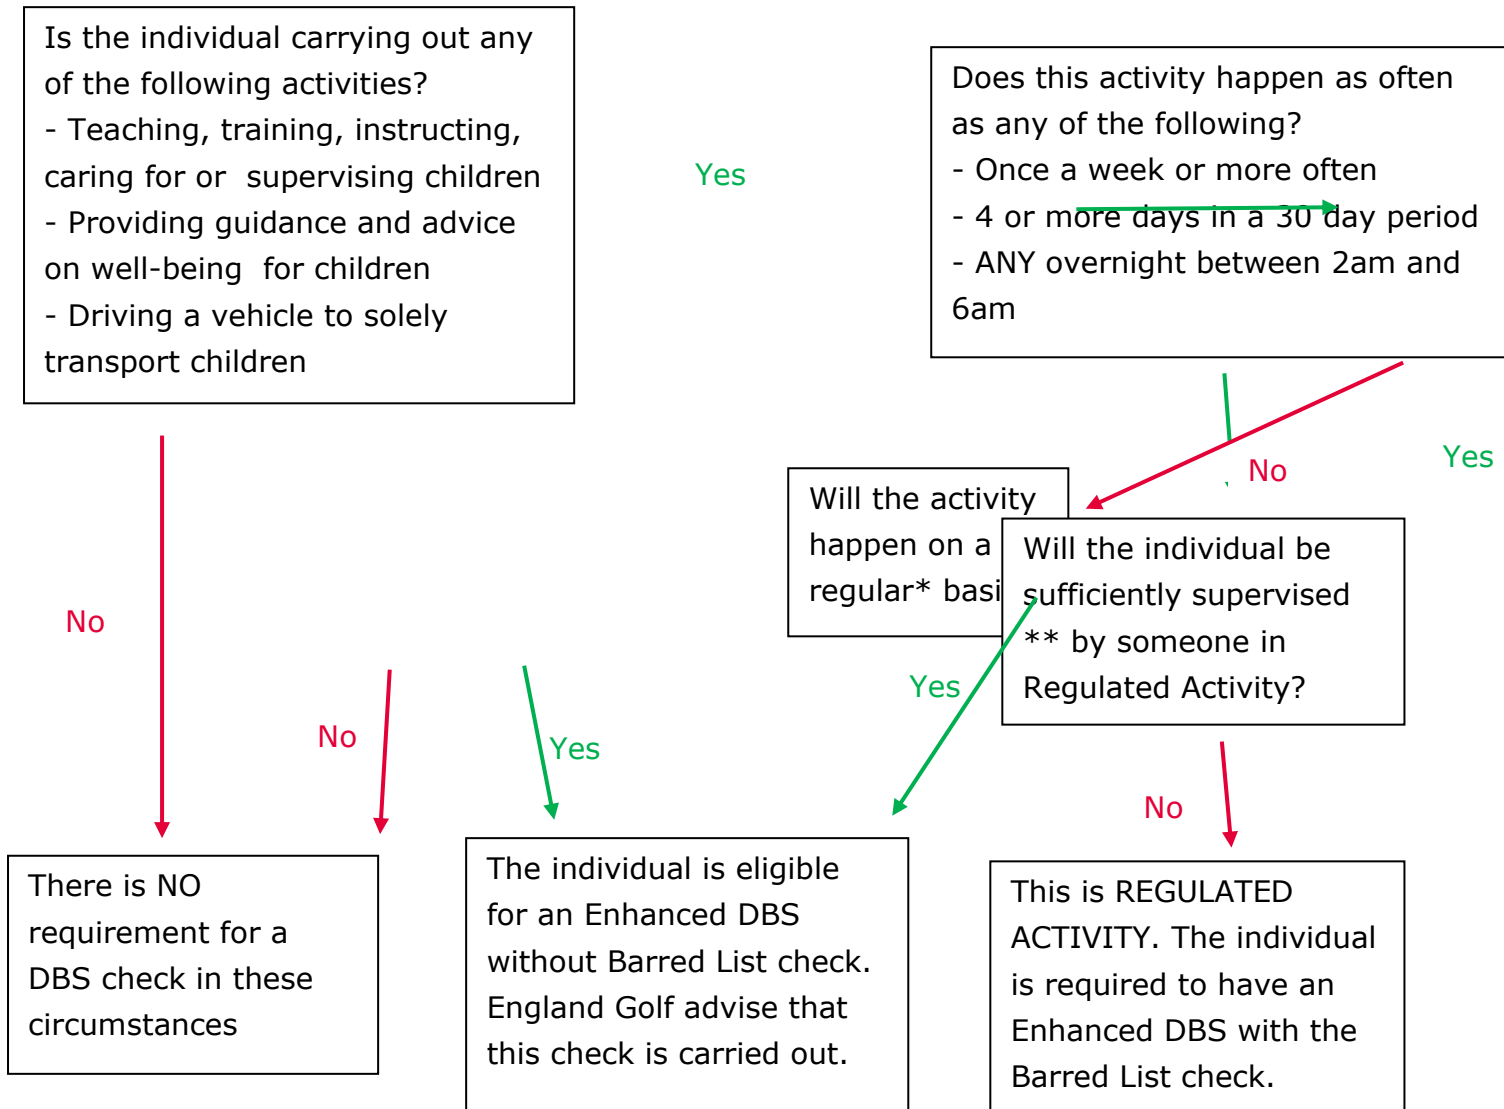 Is the individual carrying out any
of the following activities?
- Teaching, training, instructing,
caring for or  supervising children
- Providing guidance and advice
on well-being  for children
- Driving a vehicle to solely
transport children
Yes
Does this activity happen as often
as any of the following?
- Once a week or more often
- 4 or more days in a 30 day period
- ANY overnight between 2am and
6am
No
Yes
Will the activity
happen on a
regular* basi
Will the individual be
sufficiently supervised
** by someone in
Regulated Activity?
No
Yes
No
Yes
No
There is NO
requirement for a
DBS check in these
circumstances
The individual is eligible
for an Enhanced DBS
without Barred List check.
England Golf advise that
this check is carried out.
This is REGULATED
ACTIVITY. The individual
is required to have an
Enhanced DBS with the
Barred List check.